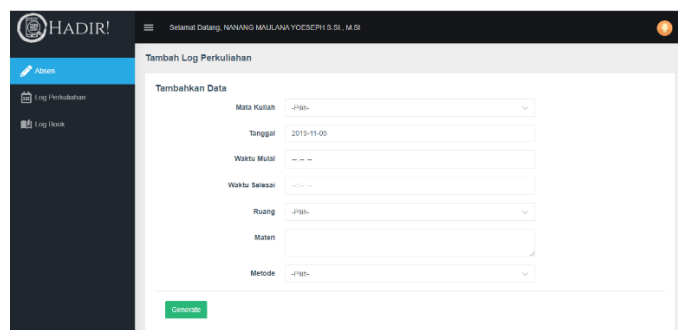 HADIR!
Selamat Datang, NANANG MAULANA YOESEPH S.SI., M.SI
Tambah Log Perkuliahan
Absen
Log Perkuliahan
Log Book
Tambahkan Data
Mata Kuliah -Pilih-
Tanggal 2019-11-05
Waktu Mulai --:-- --
Waktu Selesai --:-- --
Ruang -Pilih-
Materi
Metode -Pilih-
Generate